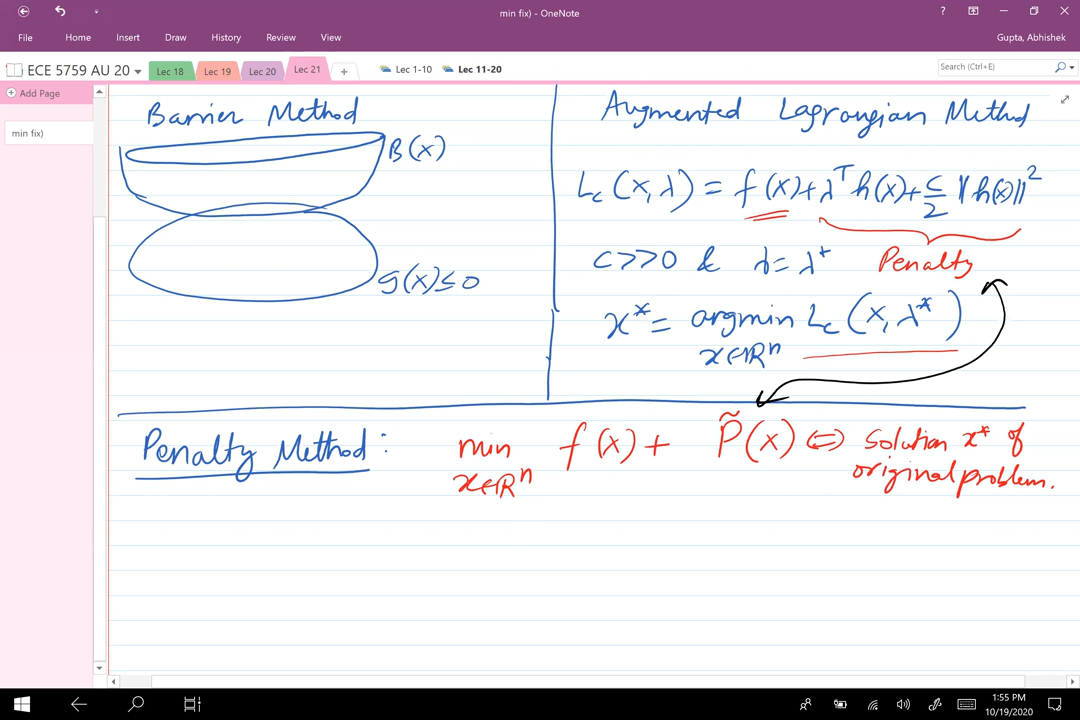 min fix) - OneNote
?
File Home Insert Draw History Review View
Gupta, Abhishek
ECE 5759 AU 20
Lec 18 Lec 19 Lec 20 Lec 21 + Lec 1-10 Lec 11-20
Search (Ctrl+E)
Add Page
min fix)
Barrier Method
B(x)
g(x) ≤ 0
Augmented Lagrangian Method
L_c (x, λ) = f(x) + λ^T h(x) + c/2 ||h(x)||^2
Penalty
c >> 0 & λ = λ^*
x^* = argmin L_c (x, λ^*)
x∈ℝ^n
Penalty Method : min f(x) + P̃(x) ⇔ solution x^* of
x∈ℝ^n original problem.
1:55 PM
10/19/2020